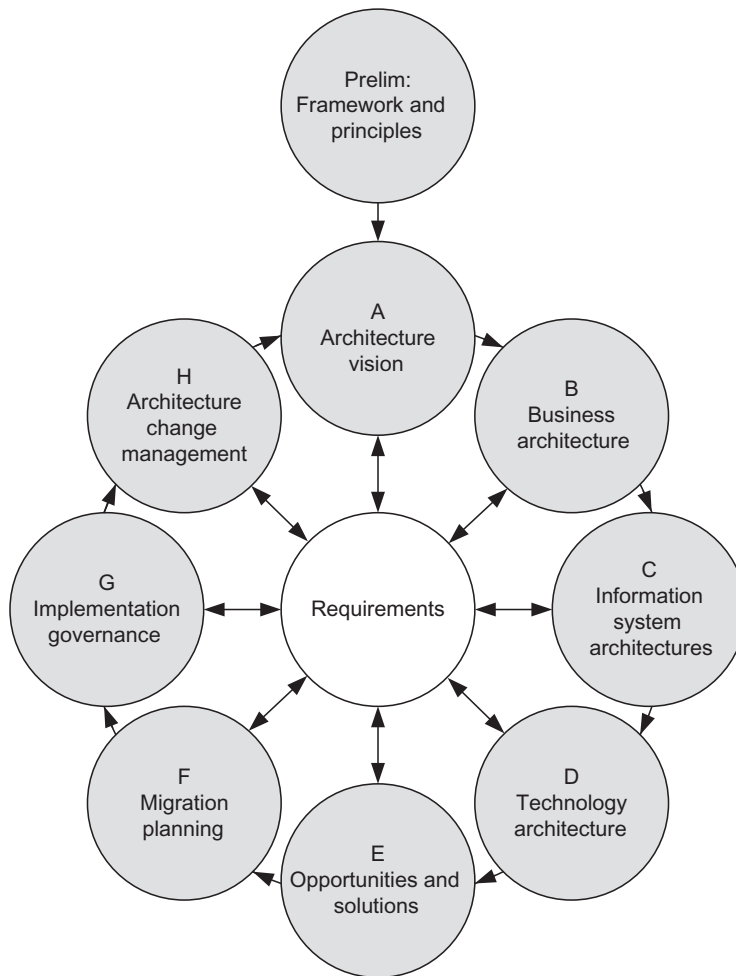 Prelim:
Framework and
principles
A
Architecture
vision
B
Business
architecture
C
Information
system
architectures
D
Technology
architecture
E
Opportunities and
solutions
F
Migration
planning
G
Implementation
governance
H
Architecture
change
management
Requirements